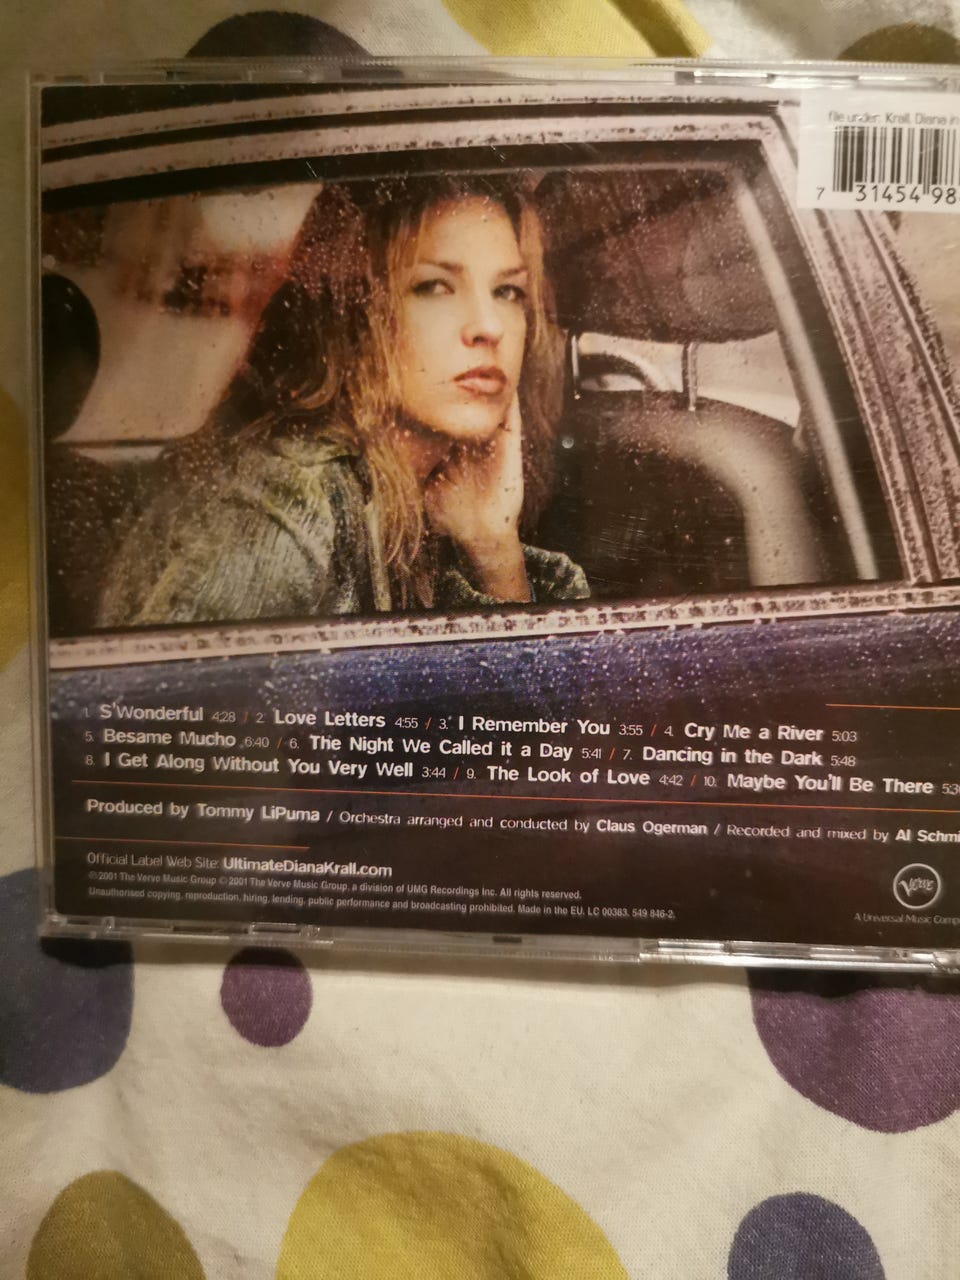 file under: Krall, Diana in
7 31454 98
1. S'Wonderful 4:28 / 2. Love Letters 4:55 / 3. I Remember You 3:55 / 4. Cry Me a River 5:03
5. Besame Mucho 6:40 / 6. The Night We Called it a Day 5:41 / 7. Dancing in the Dark 5:48
8. I Get Along Without You Very Well 3:44 / 9. The Look of Love 4:42 / 10. Maybe You'll Be There 5:3
Produced by Tommy LiPuma / Orchestra arranged and conducted by Claus Ogerman / Recorded and mixed by Al Schmi
Official Label Web Site: UltimateDianaKrall.com
℗ 2001 The Verve Music Group © 2001 The Verve Music Group, a division of UMG Recordings Inc. All rights reserved.
Unauthorised copying, reproduction, hiring, lending, public performance and broadcasting prohibited. Made in the EU. LC 00383. 549 846-2.
Verve
A Universal Music Comp